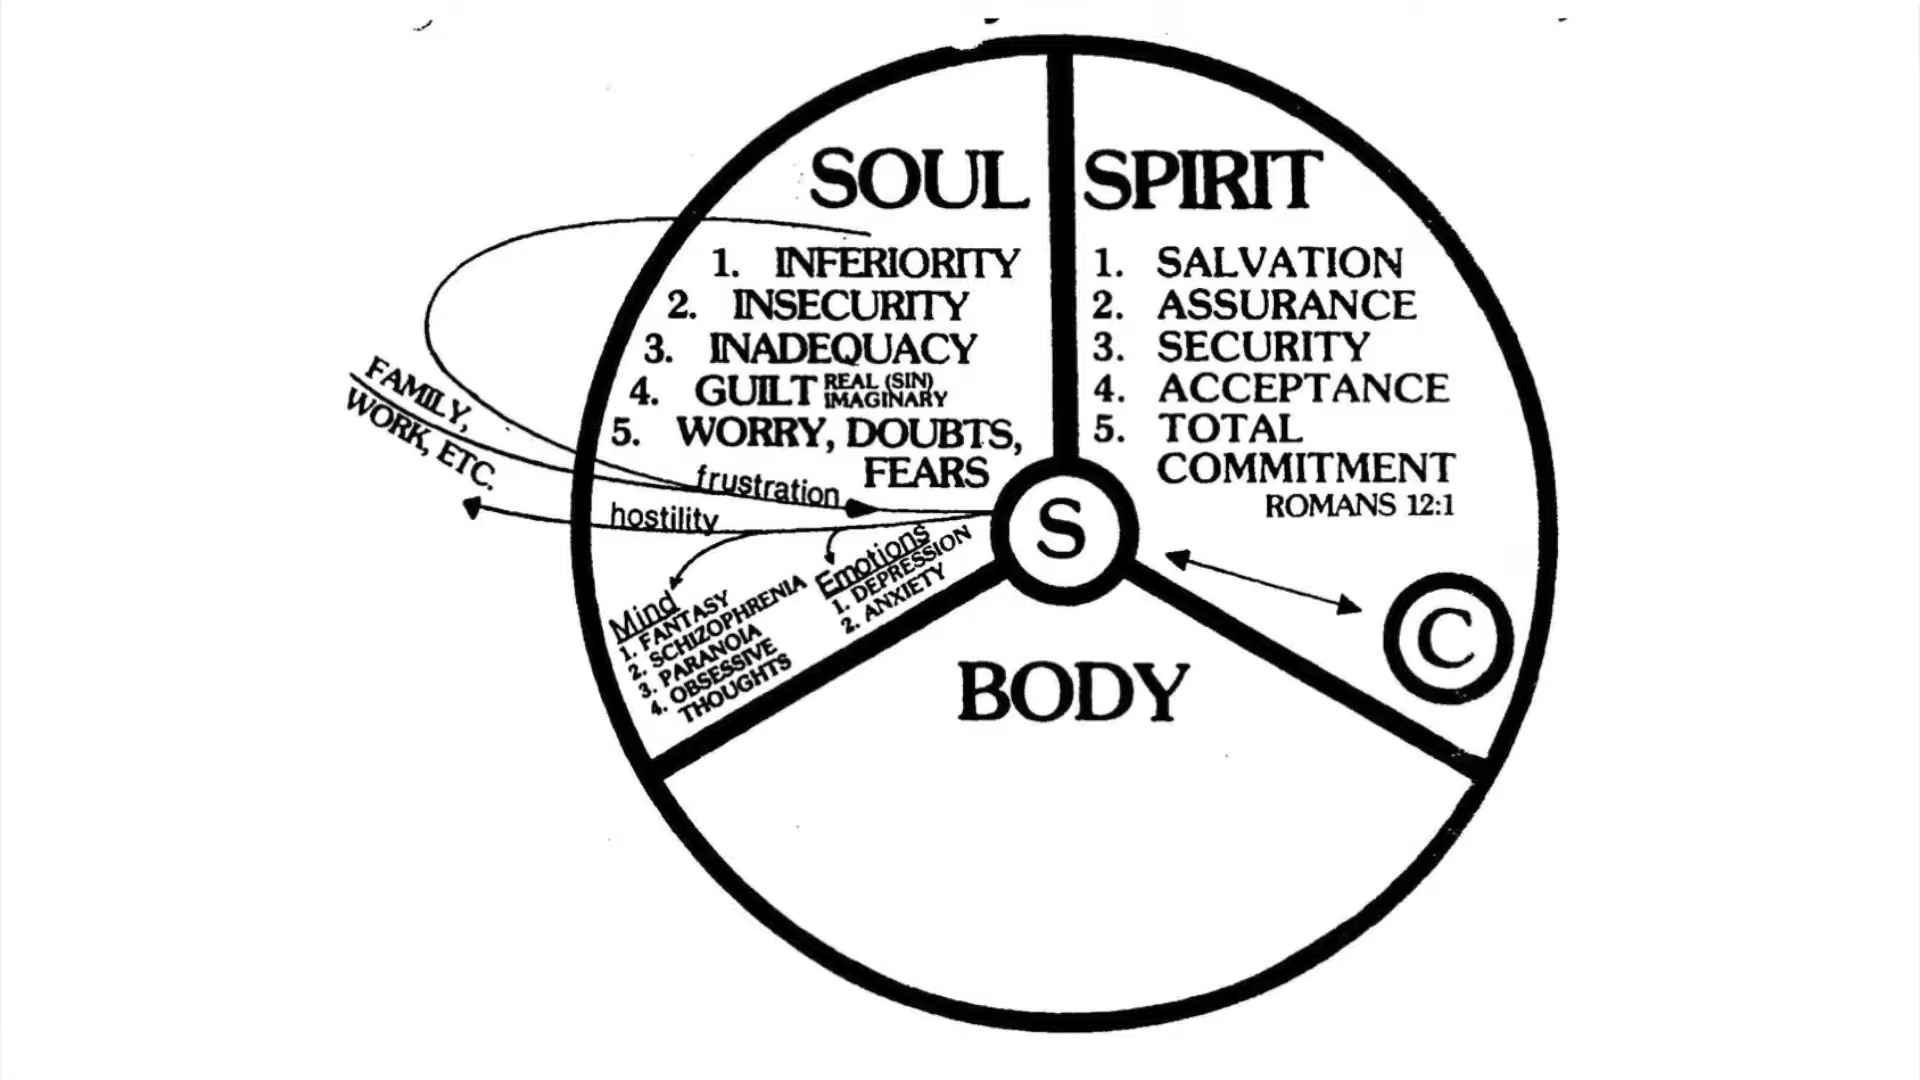 SOUL
1. INFERIORITY
2. INSECURITY
3. INADEQUACY
4. GUILT REAL (SIN)
IMAGINARY
5. WORRY, DOUBTS,
FEARS
SPIRIT
1. SALVATION
2. ASSURANCE
3. SECURITY
4. ACCEPTANCE
5. TOTAL
COMMITMENT
ROMANS 12:1
FAMILY,
WORK, ETC.
frustration
hostility
Mind
1. FANTASY
2. SCHIZOPHRENIA
3. PARANOIA
4. OBSESSIVE
THOUGHTS
Emotions
1. DEPRESSION
2. ANXIETY
S
C
BODY